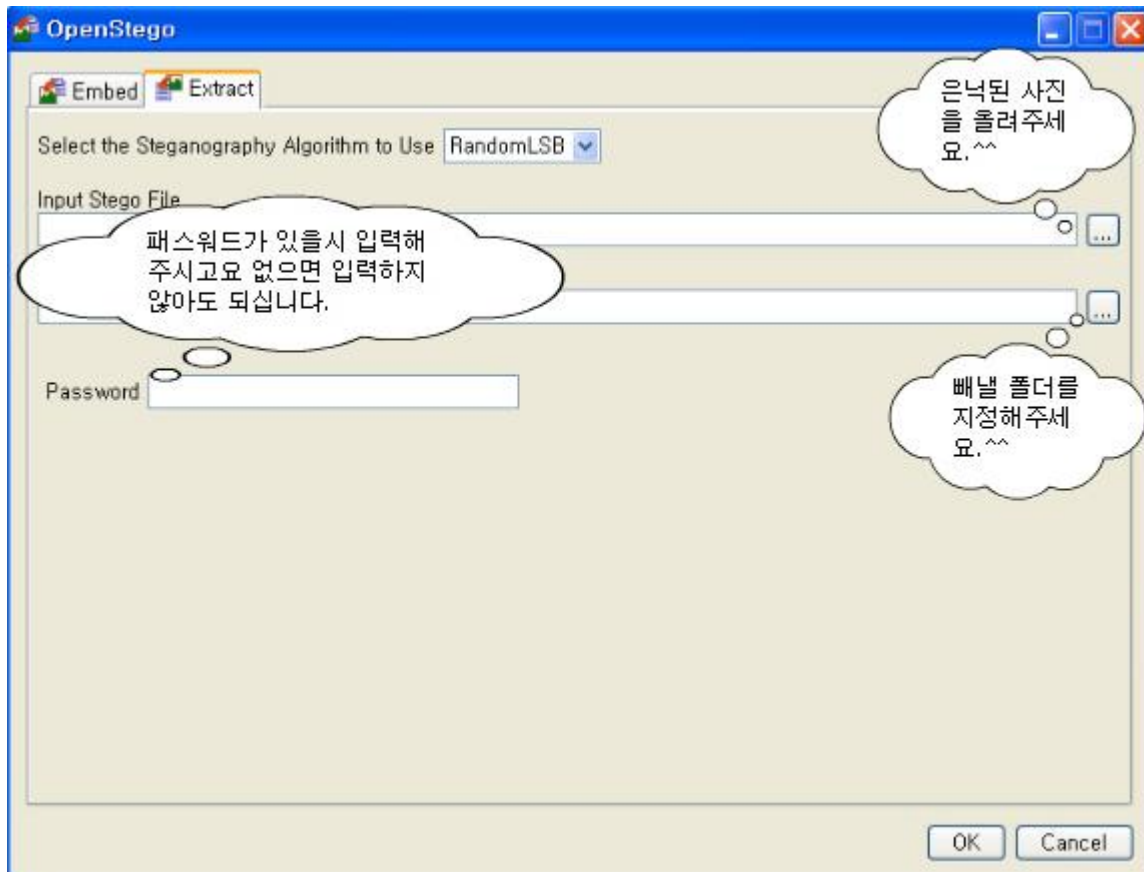 OpenStego
Embed Extract
은닉된 사진
을 올려주세
요.^^
Select the Steganography Algorithm to Use RandomLSB
Input Stego File
...
패스워드가 있을시 입력해
주시고요 없으면 입력하지
않아도 되십니다.
...
Password
빼낼 폴더를
지정해주세
요.^^
OK Cancel